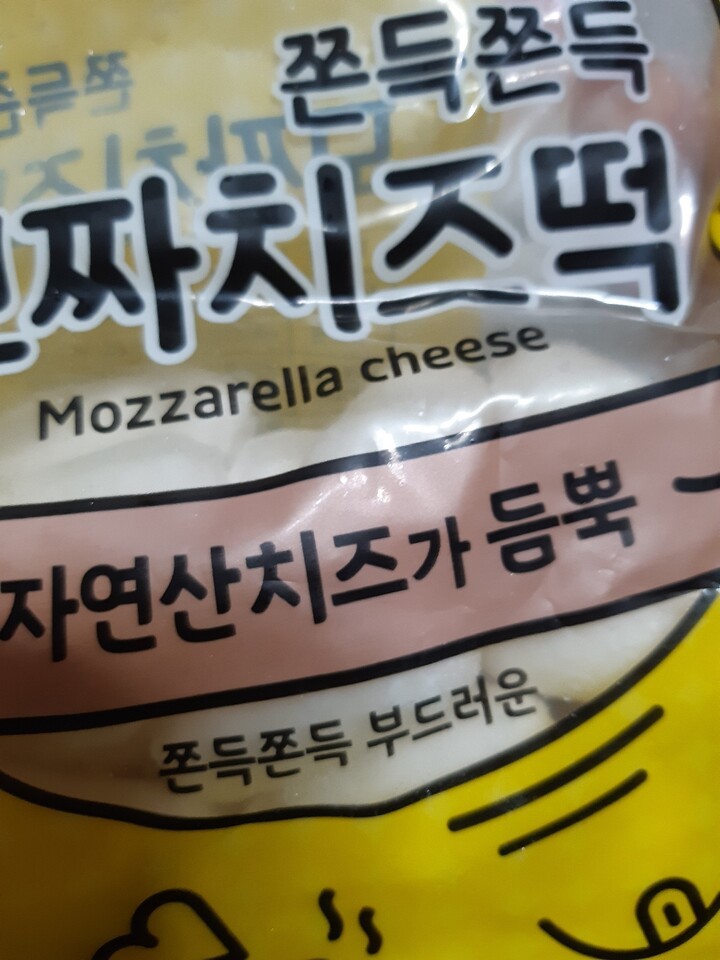 쫀득쫀득
진짜치즈떡
Mozzarella cheese
자연산치즈가 듬뿍
쫀득쫀득 부드러운